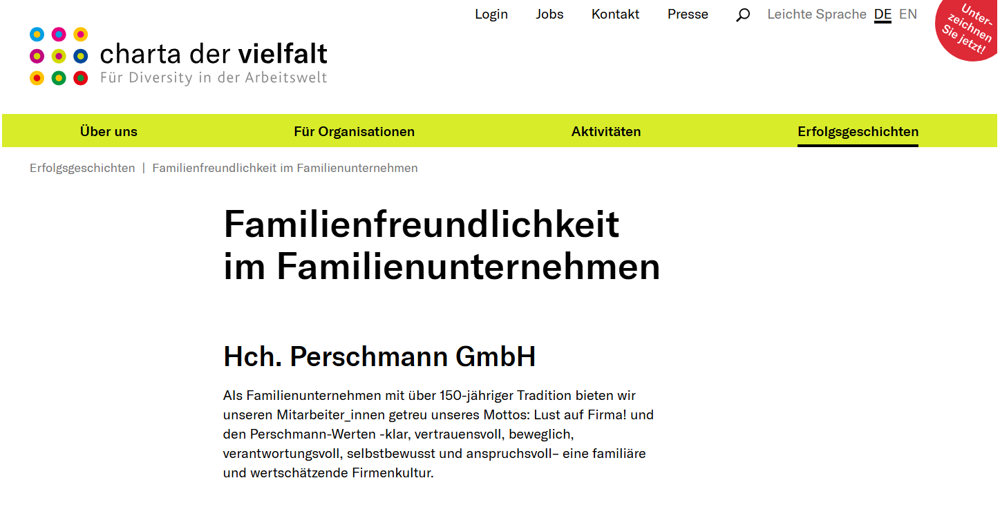 Login Jobs Kontakt Presse Leichte Sprache DE EN
Unter-
zeichnen
Sie jetzt!
charta der vielfalt
Für Diversity in der Arbeitswelt
Über uns Für Organisationen Aktivitäten Erfolgsgeschichten
Erfolgsgeschichten | Familienfreundlichkeit im Familienunternehmen
Familienfreundlichkeit
im Familienunternehmen
Hch. Perschmann GmbH
Als Familienunternehmen mit über 150-jähriger Tradition bieten wir
unseren Mitarbeiter_innen getreu unseres Mottos: Lust auf Firma! und
den Perschmann-Werten -klar, vertrauensvoll, beweglich,
verantwortungsvoll, selbstbewusst und anspruchsvoll– eine familiäre
und wertschätzende Firmenkultur.